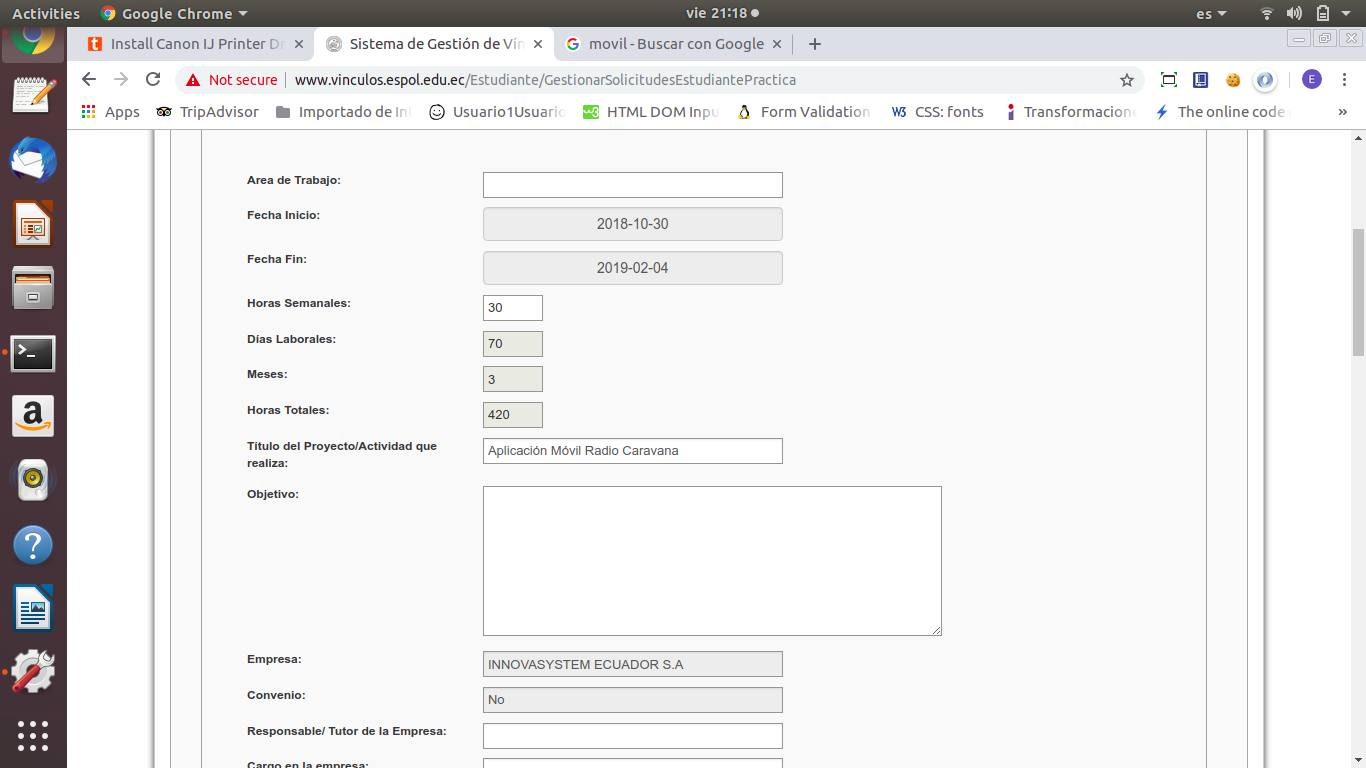 Activities Google Chrome vie 21:18 es
Install Canon IJ Printer Dr Sistema de Gestión de Vín movil - Buscar con Google
Not secure www.vinculos.espol.edu.ec/Estudiante/GestionarSolicitudesEstudiantePractica E
Apps TripAdvisor Importado de In Usuario1Usuario HTML DOM Inpu Form Validation W3 CSS: fonts Transformacione The online code »
Area de Trabajo:
Fecha Inicio: 2018-10-30
Fecha Fin: 2019-02-04
Horas Semanales: 30
Días Laborales: 70
Meses: 3
Horas Totales: 420
Título del Proyecto/Actividad que
realiza: Aplicación Móvil Radio Caravana
Objetivo:
Empresa: INNOVASYSTEM ECUADOR S.A
Convenio: No
Responsable/ Tutor de la Empresa:
Cargo en la empresa: